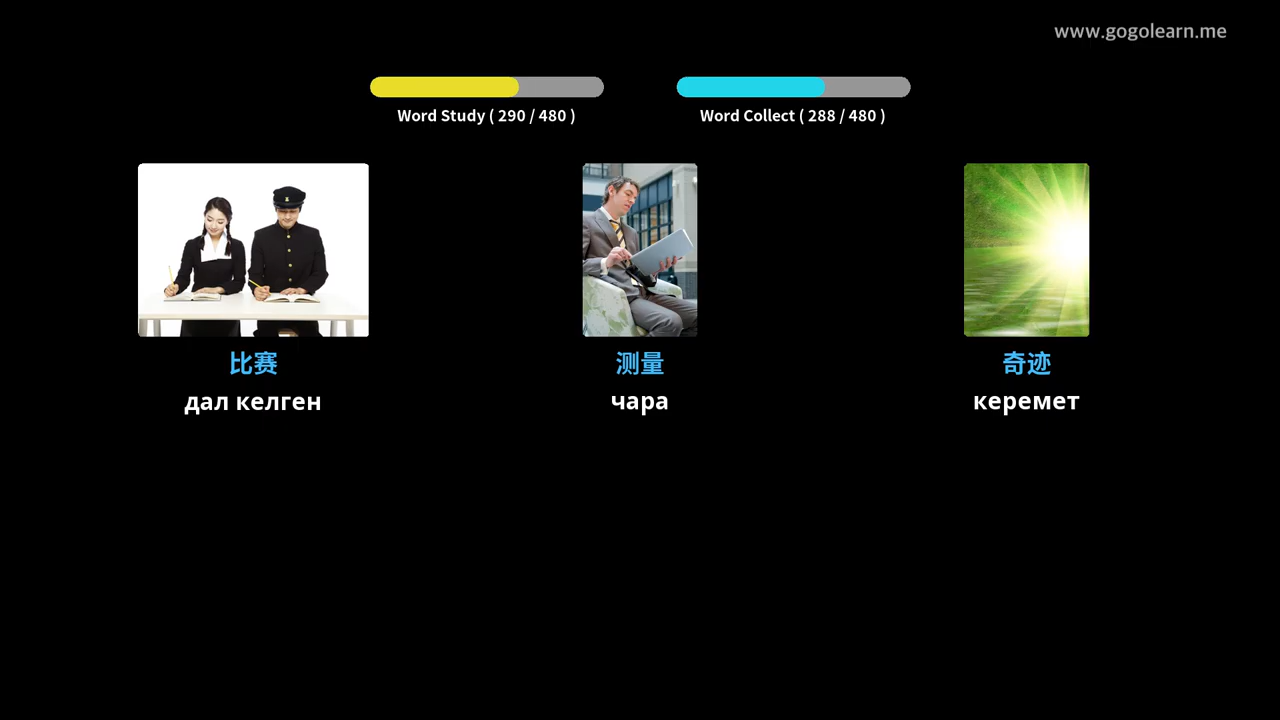 www.gogolearn.me
Word Study ( 290 / 480 )
Word Collect ( 288 / 480 )
比赛
测量
奇迹
дал келген
чара
керемет